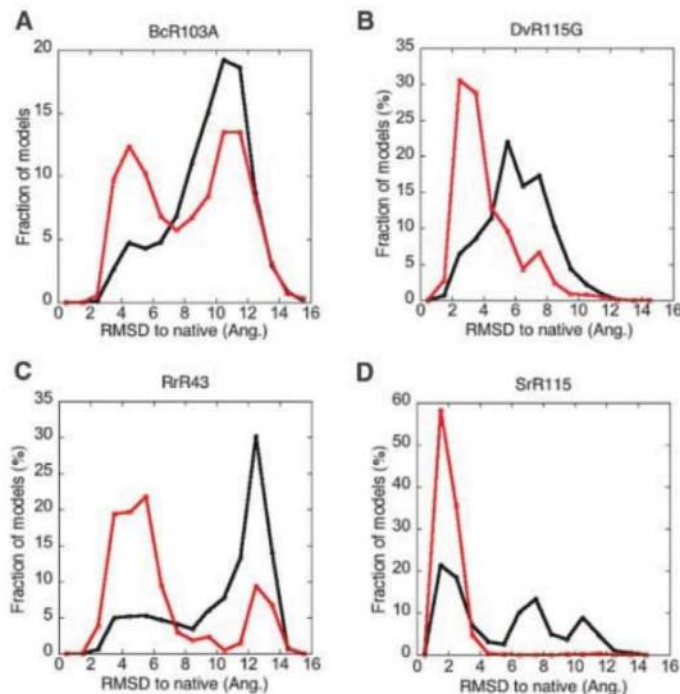 A
BcR103A
Fraction of models
20
15
10
5
0
0 2 4 6 8 10 12 14 16
RMSD to native (Ang.)
B
DvR115G
Fraction of models (%)
35
30
25
20
15
10
5
0
0 2 4 6 8 10 12 14 16
RMSD to native (Ang.)
C
RrR43
Fraction of models (%)
35
30
25
20
15
10
5
0
0 2 4 6 8 10 12 14 16
RMSD to native (Ang.)
D
SrR115
Fraction of models (%)
60
50
40
30
20
10
0
0 2 4 6 8 10 12 14 16
RMSD to native (Ang.)